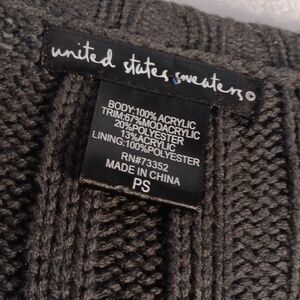 united states sweaters©
BODY:100% ACRYLIC
TRIM:67%MODACRYLIC
20%POLYESTER
13%ACRYLIC
LINING:100%POLYESTER
RN#73352
MADE IN CHINA
PS